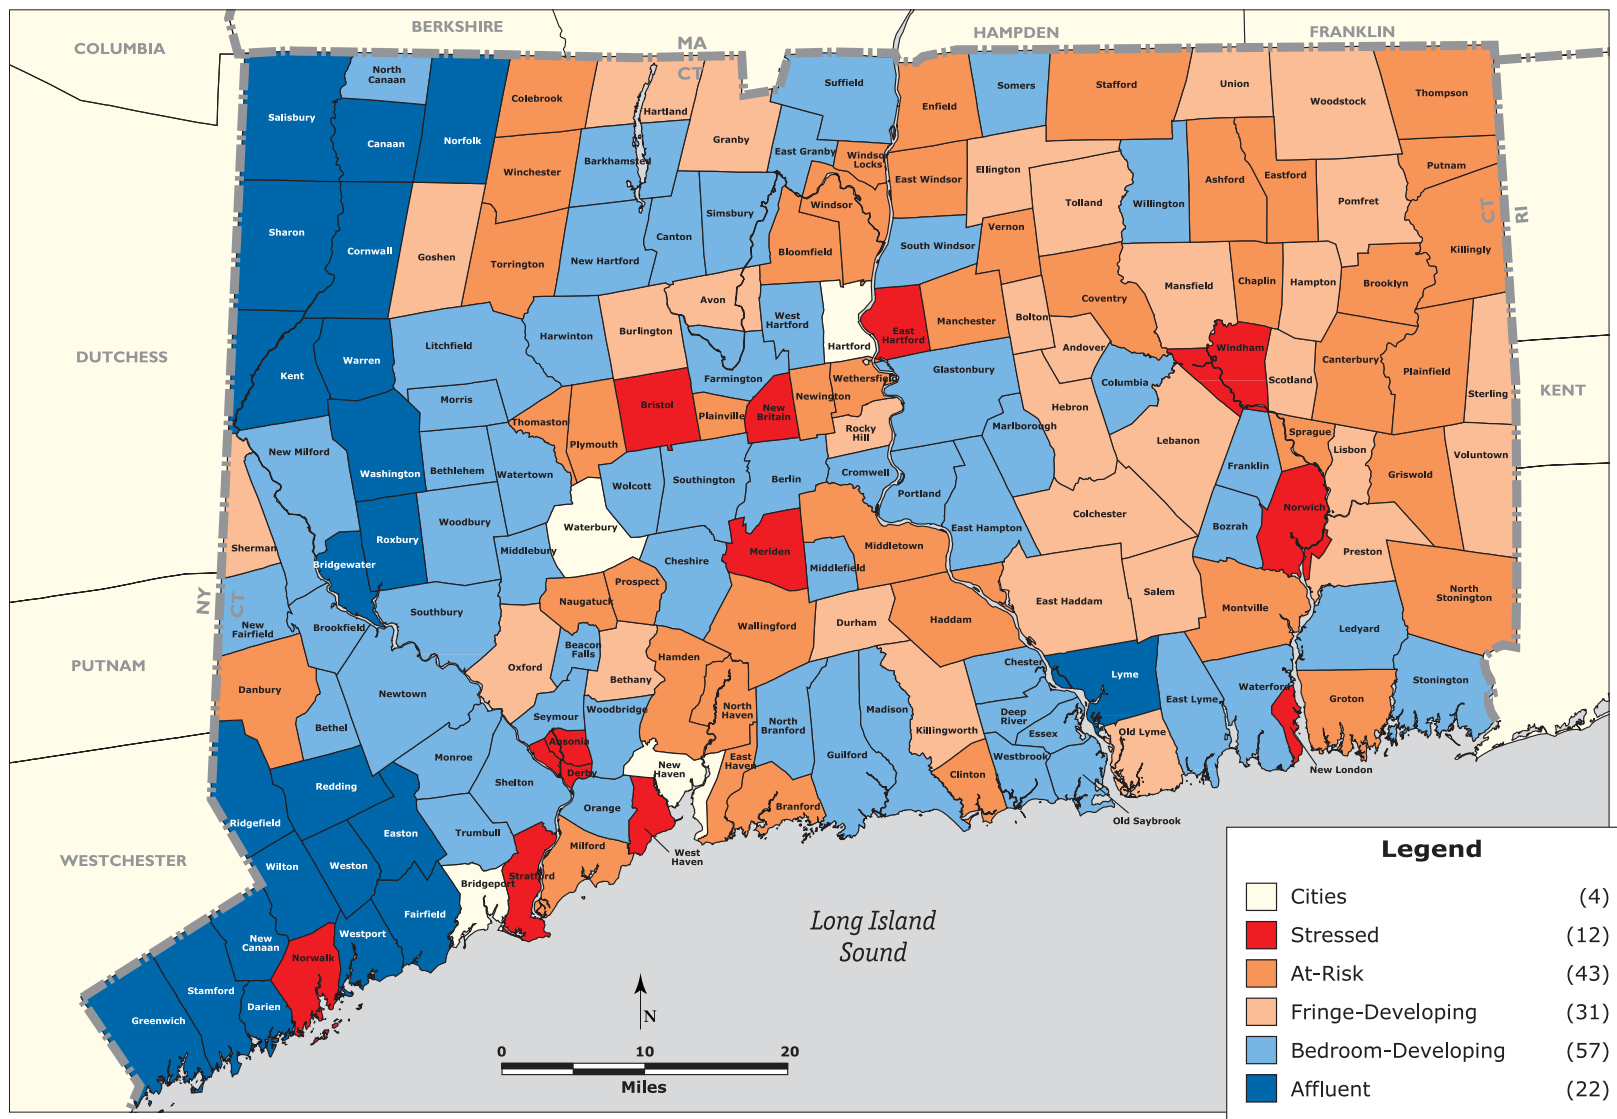 BERKSHIRE
HAMPDEN
FRANKLIN
COLUMBIA
MA
CT
North
Canaan
Suffield
Somers
Stafford
Union
Woodstock
Thompson
Colebrook
Hartland
Enfield
Salisbury
Canaan
Norfolk
Granby
East Granby
Windsor
Locks
Barkhamsted
Winchester
East Windsor
Ellington
Ashford
Eastford
Putnam
Tolland
Willington
Pomfret
CT
RI
Simsbury
Windsor
Sharon
Cornwall
Canton
Vernon
South Windsor
Killingly
Goshen
Torrington
New Hartford
Bloomfield
Mansfield
Chaplin
Hampton
Brooklyn
Avon
Coventry
West
Hartford
Bolton
Manchester
Burlington
Harwinton
East
Hartford
Hartford
Litchfield
Andover
Windham
DUTCHESS
Warren
Canterbury
Kent
Farmington
Wethersfield
Glastonbury
Columbia
Scotland
Plainfield
KENT
Sterling
Morris
Bristol
New
Britain
Newington
Plainville
Hebron
Thomaston
Plymouth
Rocky
Hill
Marlborough
Lebanon
Sprague
Lisbon
Voluntown
New Milford
Washington
Bethlehem
Watertown
Wolcott
Southington
Berlin
Cromwell
Portland
Franklin
Griswold
Norwich
Woodbury
Waterbury
Colchester
Bozrah
East Hampton
Roxbury
Middlebury
Meriden
Middletown
Preston
Sherman
Bridgewater
Cheshire
Middlefield
Prospect
Naugatuck
East Haddam
Salem
Montville
North
Stonington
NY
CT
New
Fairfield
Brookfield
Southbury
Wallingford
Durham
Haddam
Ledyard
PUTNAM
Oxford
Beacon
Falls
Hamden
Bethany
Chester
Lyme
Stonington
Danbury
Newtown
Waterford
East Lyme
Groton
Bethel
Seymour
Woodbridge
North
Haven
North
Branford
Madison
Killingworth
Deep
River
Essex
Old Lyme
Monroe
Ansonia
Derby
Guilford
Westbrook
New
Haven
East
Haven
Clinton
New London
Shelton
Redding
Orange
Branford
Old Saybrook
Ridgefield
Easton
Trumbull
Milford
West
Haven
WESTCHESTER
Wilton
Weston
Stratford
Bridgeport
Fairfield
Westport
New
Canaan
Norwalk
Stamford
Darien
Greenwich
Long Island
Sound
N
0
10
20
Miles
Legend
Cities (4)
Stressed (12)
At-Risk (43)
Fringe-Developing (31)
Bedroom-Developing (57)
Affluent (22)